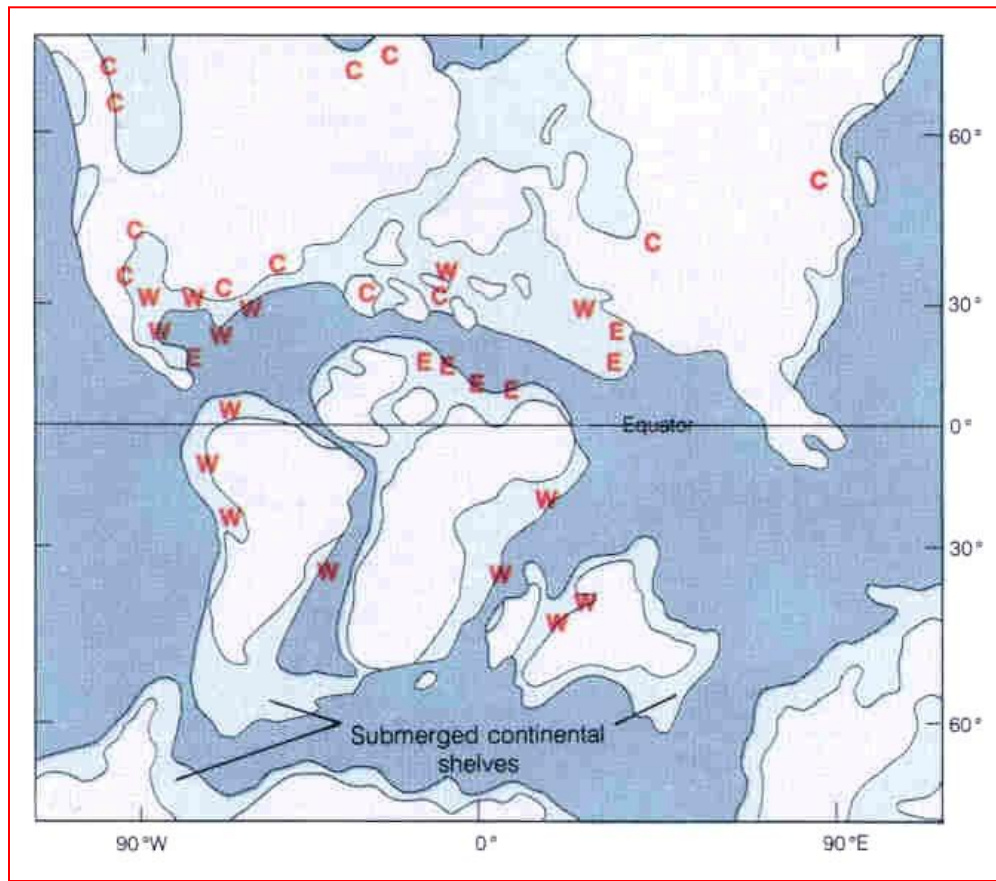 C C C
C
60°
C
C
C
C
C W
W W C C C
W W 30°
W W E
E E E E
E E
W
Equator 0°
W
W
W
30°
W W
W
W
60°
Submerged continental
shelves
90°W 0° 90°E